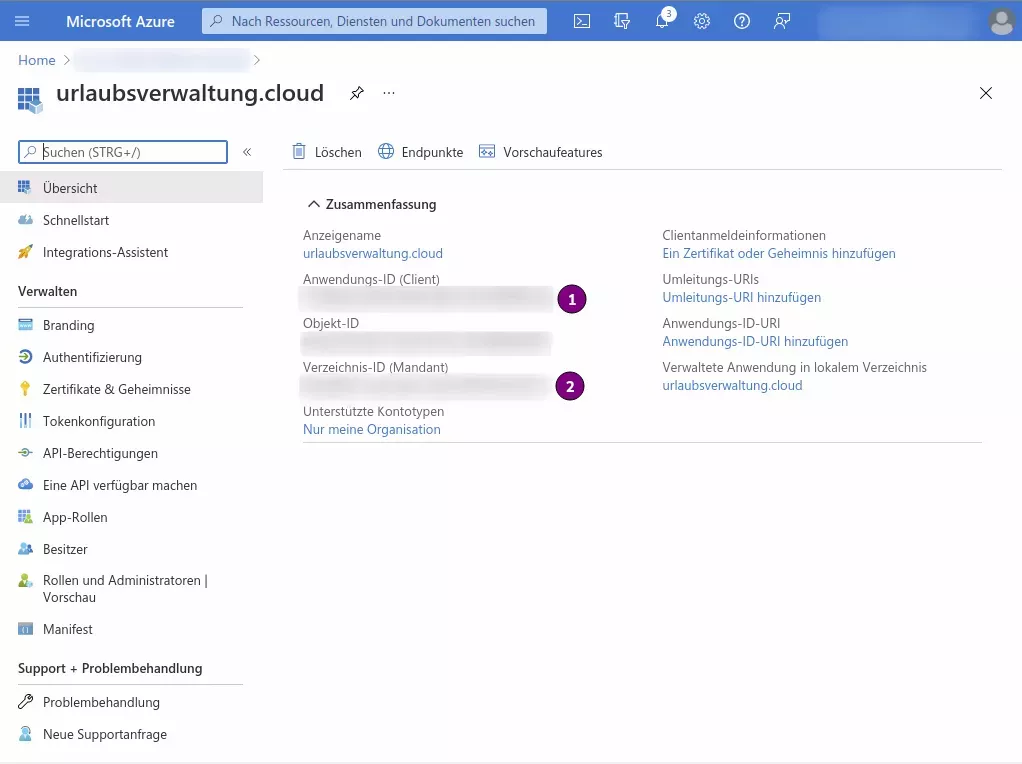 Microsoft Azure
Nach Ressourcen, Diensten und Dokumenten suchen
3
Home
urlaubsverwaltung.cloud
...
Suchen (STRG+/)
«
Löschen
Endpunkte
Vorschaufeatures
Übersicht
Schnellstart
Integrations-Assistent
Verwalten
Branding
Authentifizierung
Zertifikate & Geheimnisse
Tokenkonfiguration
API-Berechtigungen
Eine API verfügbar machen
App-Rollen
Besitzer
Rollen und Administratoren |
Vorschau
Manifest
Support + Problembehandlung
Problembehandlung
Neue Supportanfrage
Zusammenfassung
Anzeigename
urlaubsverwaltung.cloud
Anwendungs-ID (Client)
1
Objekt-ID
Verzeichnis-ID (Mandant)
2
Unterstützte Kontotypen
Nur meine Organisation
Clientanmeldeinformationen
Ein Zertifikat oder Geheimnis hinzufügen
Umleitungs-URIs
Umleitungs-URI hinzufügen
Anwendungs-ID-URI
Anwendungs-ID-URI hinzufügen
Verwaltete Anwendung in lokalem Verzeichnis
urlaubsverwaltung.cloud